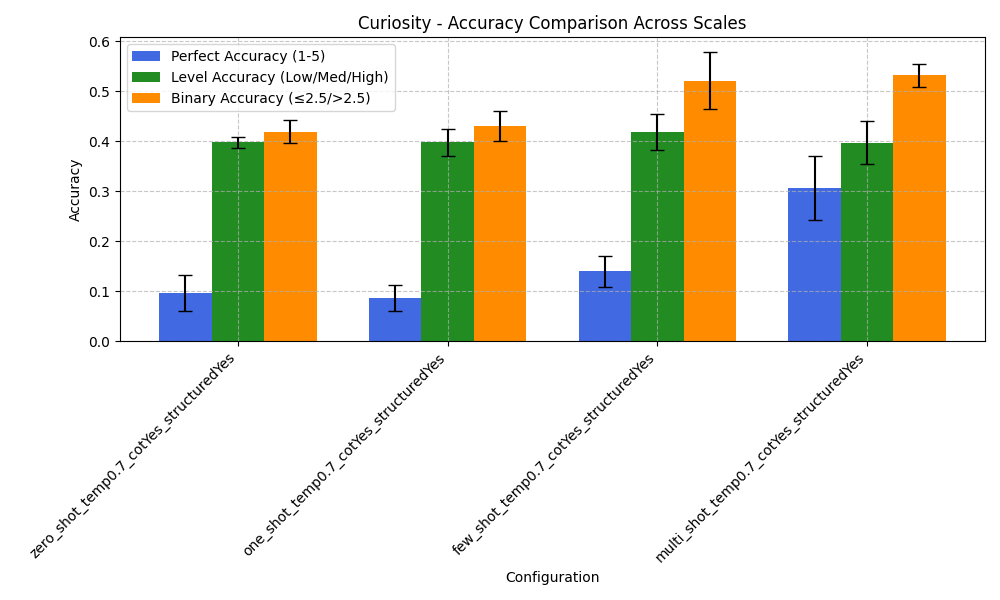 Curiosity - Accuracy Comparison Across Scales
Perfect Accuracy (1-5)
Level Accuracy (Low/Med/High)
Binary Accuracy (≤2.5/>2.5)
Accuracy
0.6
0.5
0.4
0.3
0.2
0.1
0.0
zero_shot_temp0.7_cotYes_structuredYes
one_shot_temp0.7_cotYes_structuredYes
few_shot_temp0.7_cotYes_structuredYes
multi_shot_temp0.7_cotYes_structuredYes
Configuration